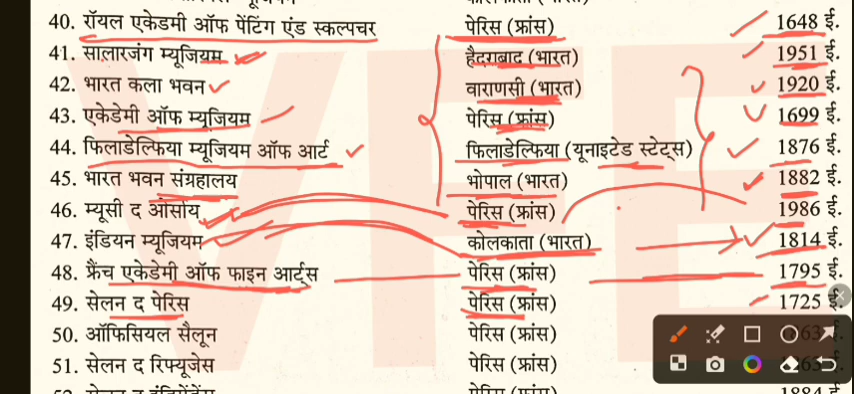 40. रॉयल एकेडमी ऑफ पेंटिंग एंड स्कल्पचर पेरिस (फ्रांस) 1648 ई.
41. सालारजंग म्यूजियम हैदराबाद (भारत) 1951 ई.
42. भारत कला भवन वाराणसी (भारत) 1920 ई.
43. एकेडेमी ऑफ म्यूजियम पेरिस (फ्रांस) 1699 ई.
44. फिलाडेल्फिया म्यूजियम ऑफ आर्ट फिलाडेल्फिया (यूनाइटेड स्टेट्स) 1876 ई.
45. भारत भवन संग्रहालय भोपाल (भारत) 1882 ई.
46. म्यूसी द ओर्साय पेरिस (फ्रांस) 1986 ई.
47. इंडियन म्यूजियम कोलकाता (भारत) 1814 ई.
48. फ्रैंच एकेडेमी ऑफ फाइन आर्ट्स पेरिस (फ्रांस) 1795 ई.
49. सेलन द पेरिस पेरिस (फ्रांस) 1725 ई.
50. ऑफिसियल सैलून पेरिस (फ्रांस)
51. सेलन द रिफ्यूजेस पेरिस (फ्रांस)